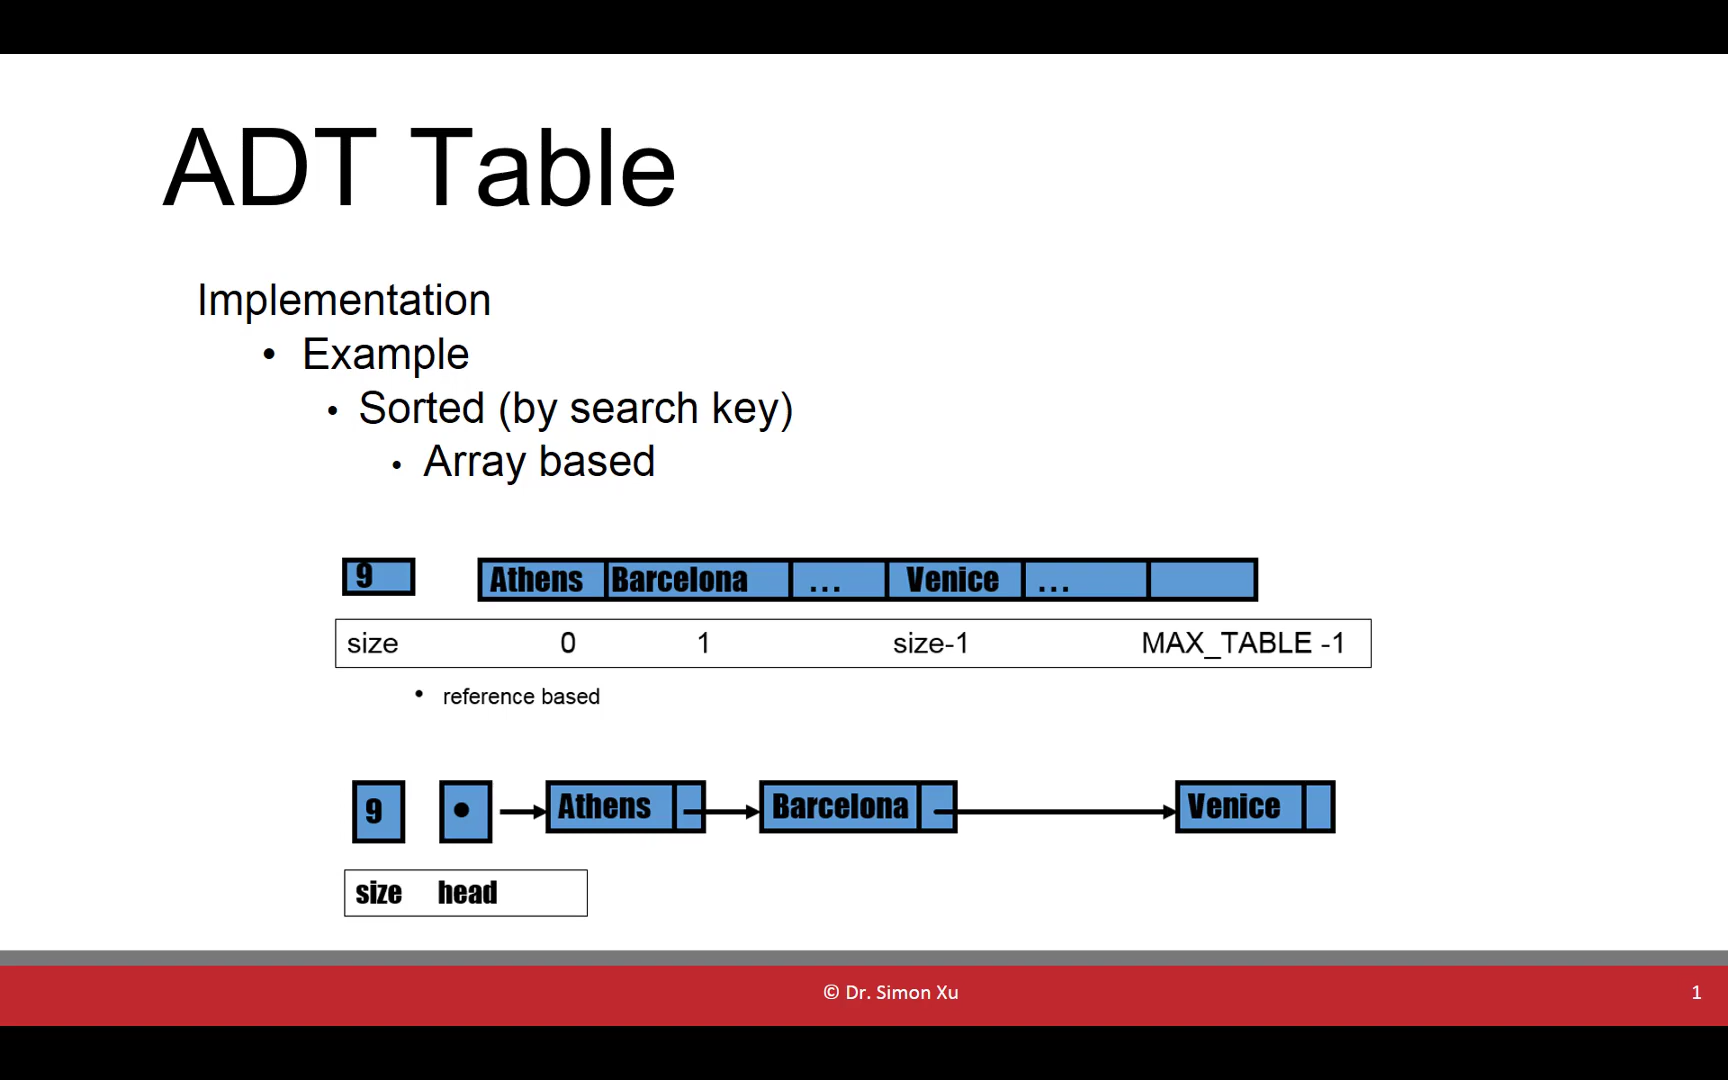 ADT Table
Implementation
• Example
• Sorted (by search key)
• Array based
9 Athens Barcelona ... Venice ...
size 0 1 size-1 MAX_TABLE -1
• reference based
9 • Athens Barcelona Venice
size head
© Dr. Simon Xu 1